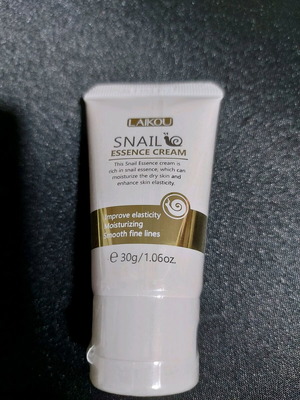 LAIKOU
SNAIL
ESSENCE CREAM
This Snail Essence cream is
rich in snail essence, which can
moisturize the dry skin and
enhance skin elasticity.
Improve elasticity
Moisturizing
Smooth fine lines
℮ 30g/1.06oz.